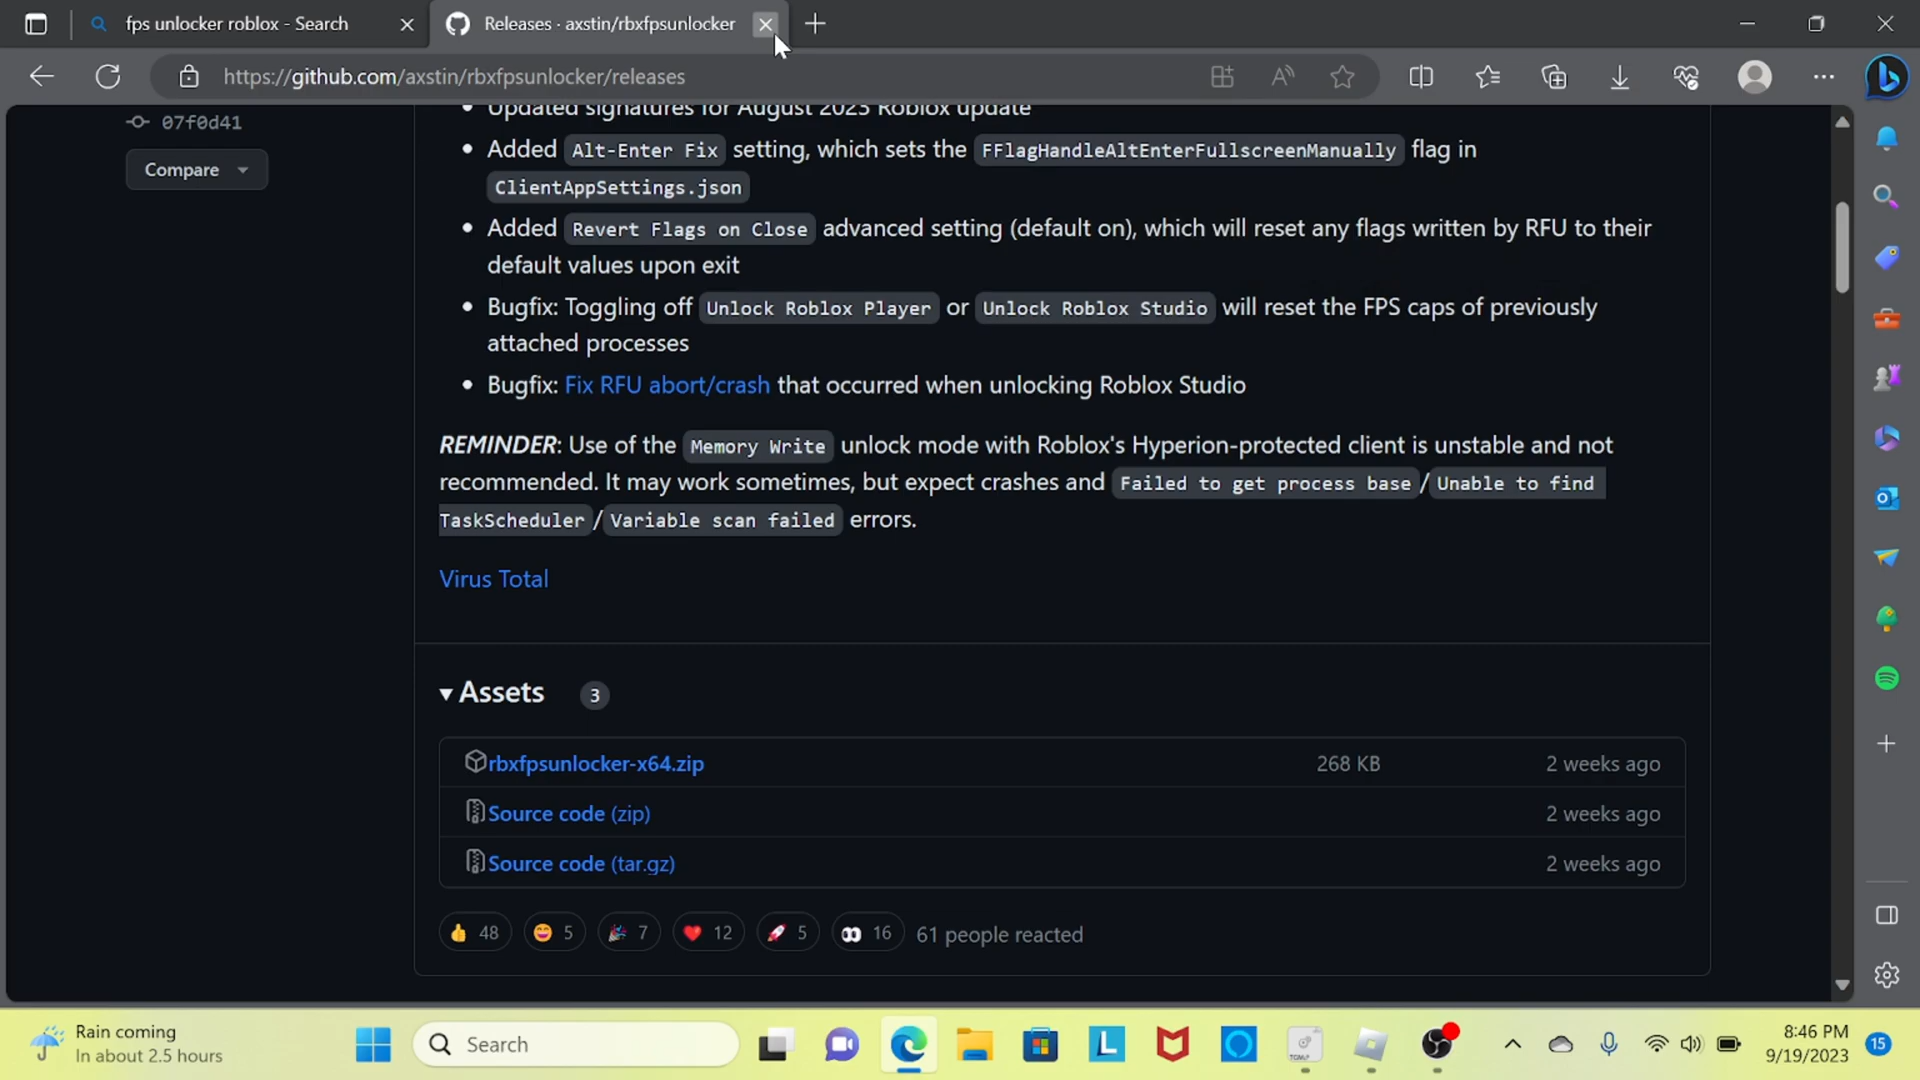 fps unlocker roblox - Search
Releases · axstin/rbxfpsunlocker
https://github.com/axstin/rbxfpsunlocker/releases
07f0d41
Compare
Updated signatures for August 2023 Roblox update
Added Alt-Enter Fix setting, which sets the FFlagHandleAltEnterFullscreenManually flag in
ClientAppSettings.json
Added Revert Flags on Close advanced setting (default on), which will reset any flags written by RFU to their
default values upon exit
Bugfix: Toggling off Unlock Roblox Player or Unlock Roblox Studio will reset the FPS caps of previously
attached processes
Bugfix: Fix RFU abort/crash that occurred when unlocking Roblox Studio
REMINDER: Use of the Memory Write unlock mode with Roblox's Hyperion-protected client is unstable and not
recommended. It may work sometimes, but expect crashes and Failed to get process base/Unable to find
TaskScheduler/Variable scan failed errors.
Virus Total
Assets 3
rbxfpsunlocker-x64.zip 268 KB 2 weeks ago
Source code (zip) 2 weeks ago
Source code (tar.gz) 2 weeks ago
👍 48 😄 5 🎉 7 ❤️ 12 🚀 5 👀 16 61 people reacted
Rain coming
In about 2.5 hours
Search
L
8:46 PM
9/19/2023
15